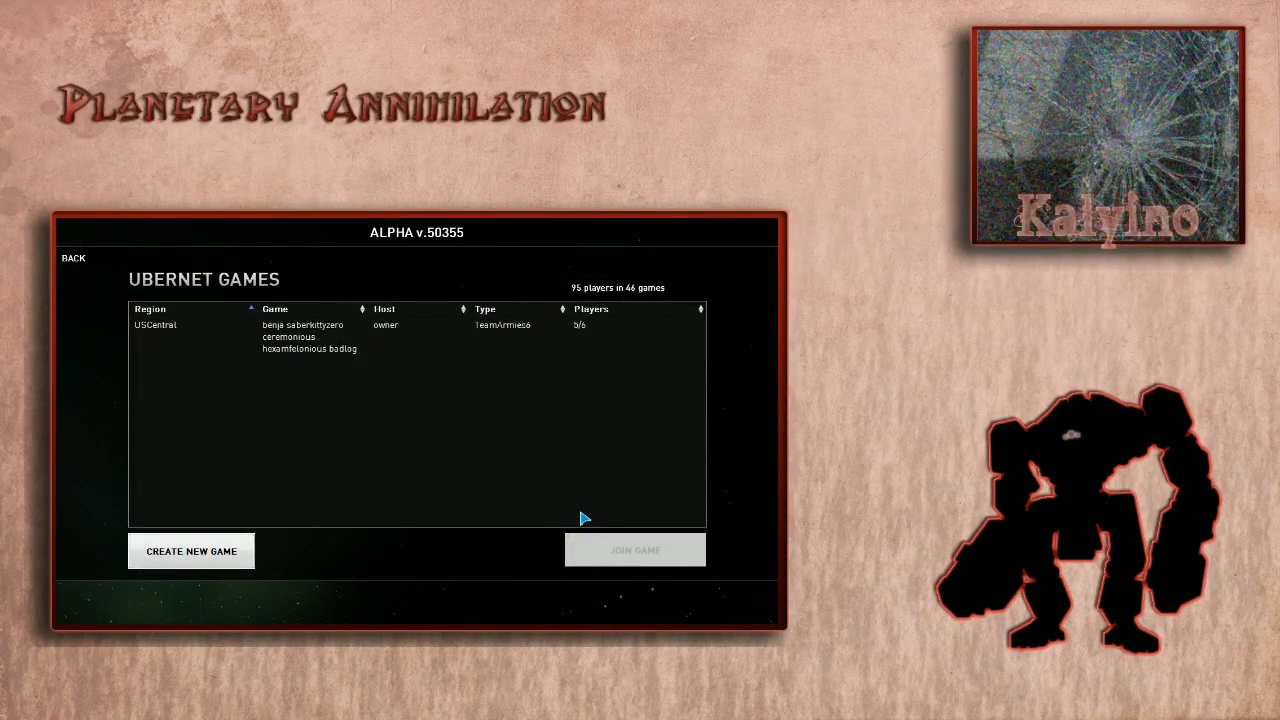 Planetary Annihilation
Kalyino
ALPHA v.50355
BACK
UBERNET GAMES
95 players in 46 games
Region Game Host Type Players
USCentral benja saberkittyzero owner TeamArmies6 5/6
ceremonious
hexamfelonious badlog
CREATE NEW GAME JOIN GAME